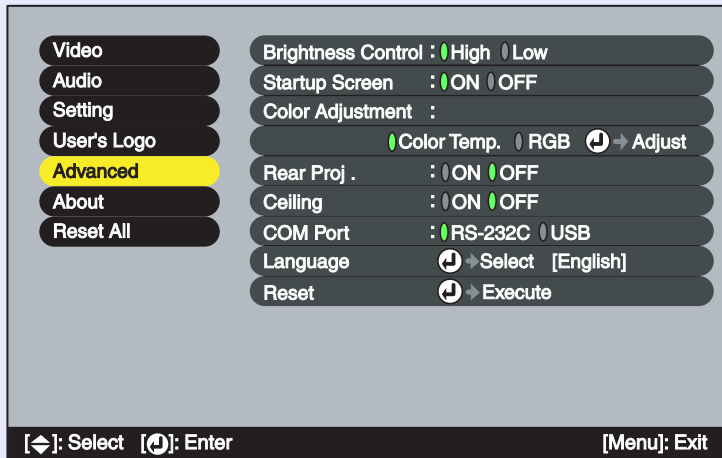 Video
Audio
Setting
User's Logo
Advanced
About
Reset All
Brightness Control : High Low
Startup Screen : ON OFF
Color Adjustment :
Color Temp. RGB Adjust
Rear Proj . : ON OFF
Ceiling : ON OFF
COM Port : RS-232C USB
Language Select [English]
Reset Execute
[ ]: Select [ ]: Enter
[Menu]: Exit